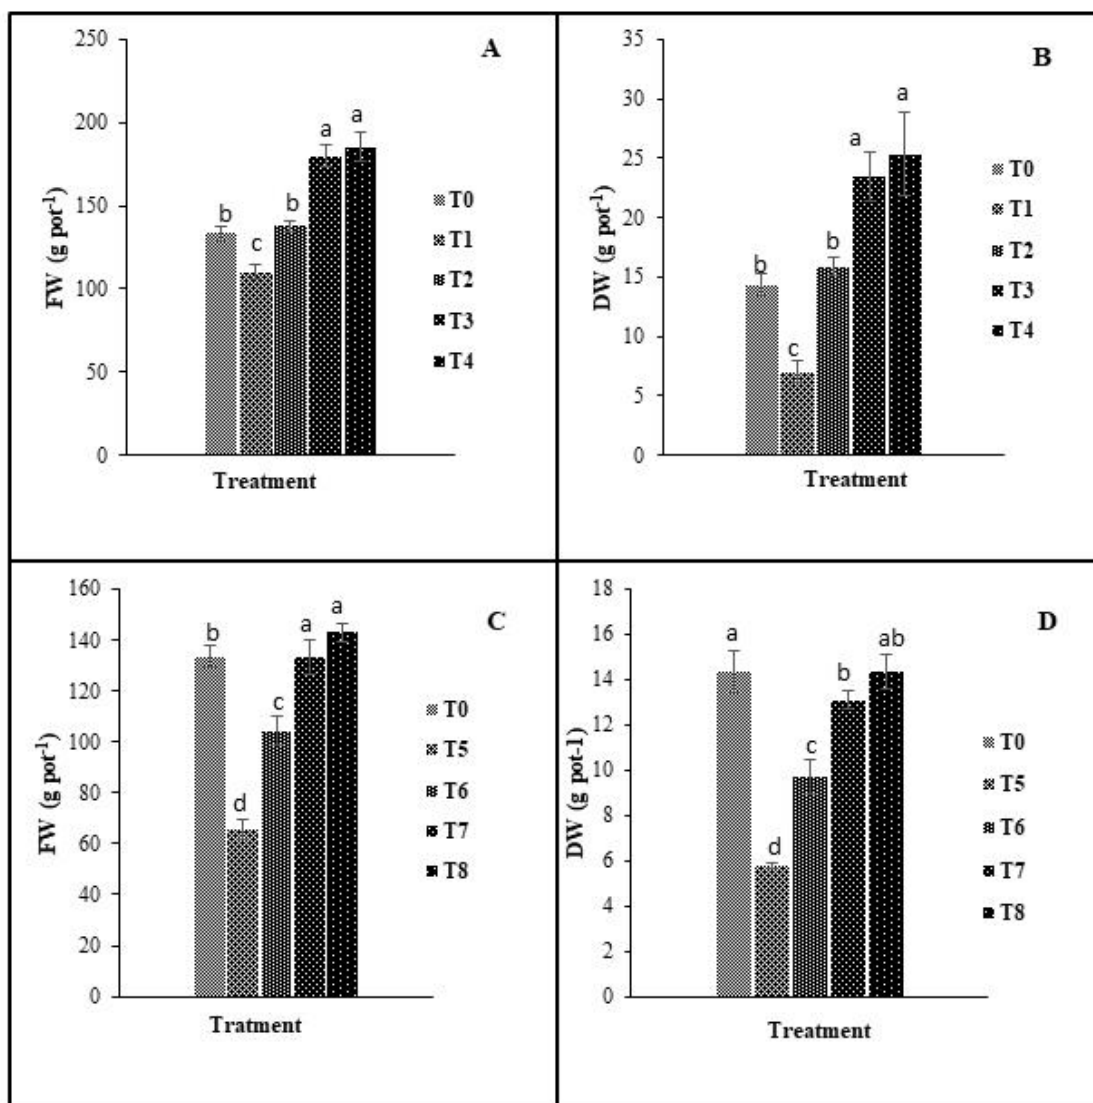 A
FW (g pot-1)
250
200
150
100
50
0
b
c
b
a
a
T0
T1
T2
T3
T4
Treatment
B
DW (g pot-1)
35
30
25
20
15
10
5
0
b
c
b
a
a
T0
T1
T2
T3
T4
Treatment
C
FW (g pot-1)
160
140
120
100
80
60
40
20
0
b
d
c
a
a
T0
T5
T6
T7
T8
Tratment
D
DW (g pot-1)
18
16
14
12
10
8
6
4
2
0
a
d
c
b
ab
T0
T5
T6
T7
T8
Treatment